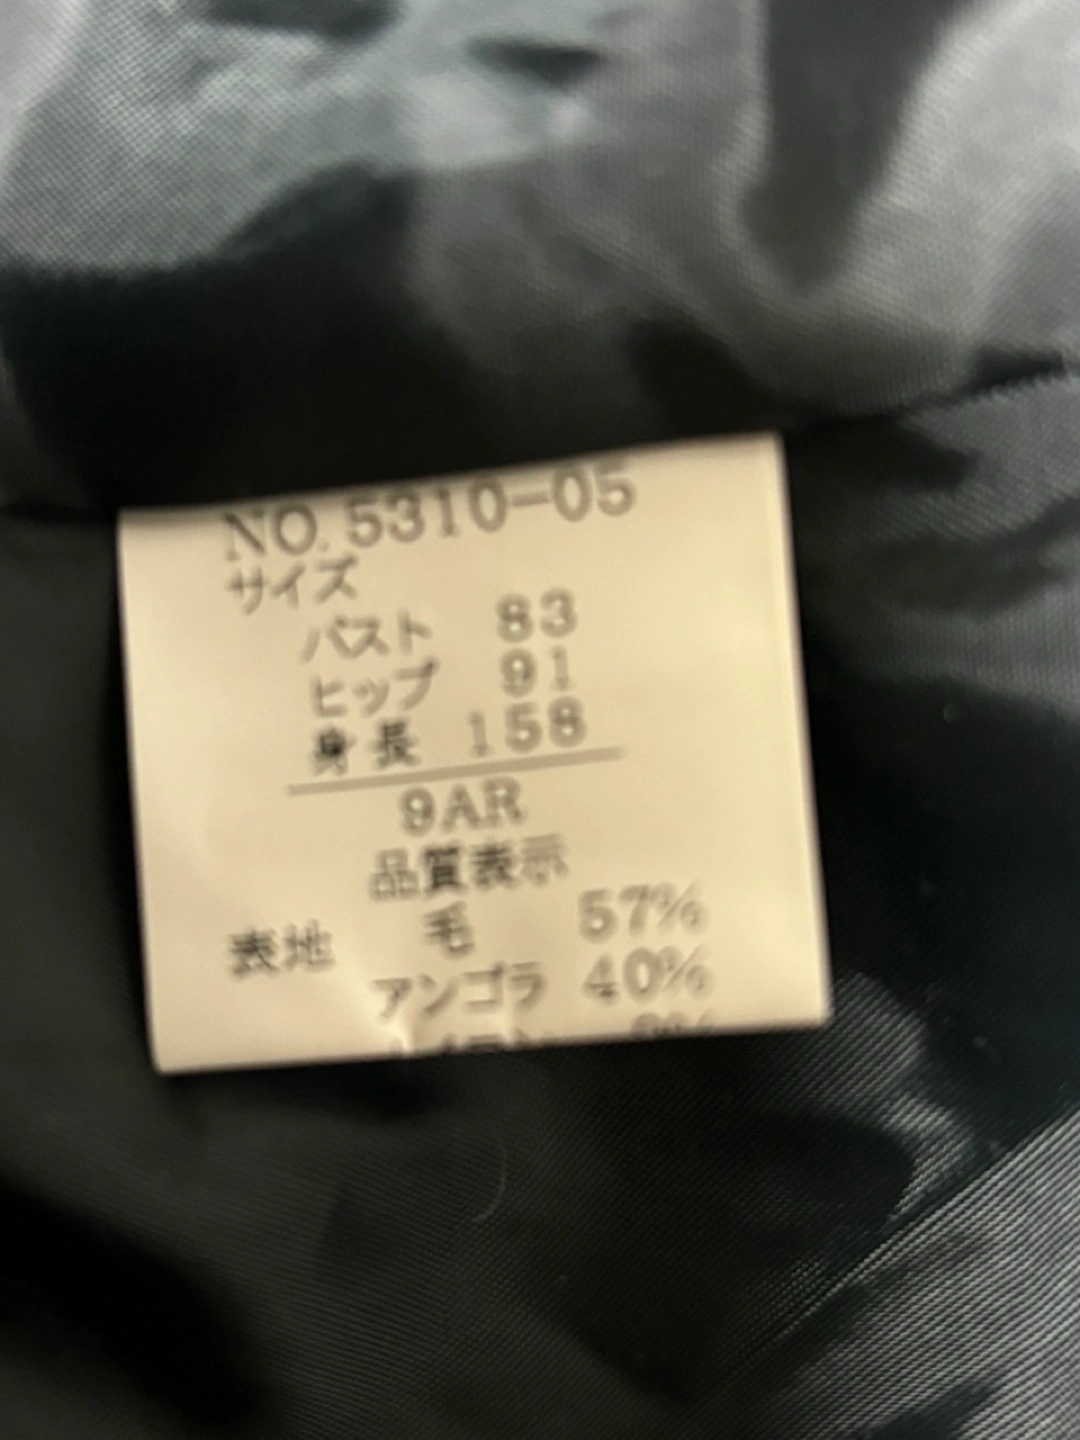 NO.5310-05
サイズ
バスト 83
ヒップ 91
身長 158
9AR
品質表示
表地 毛 57%
アンゴラ 40%